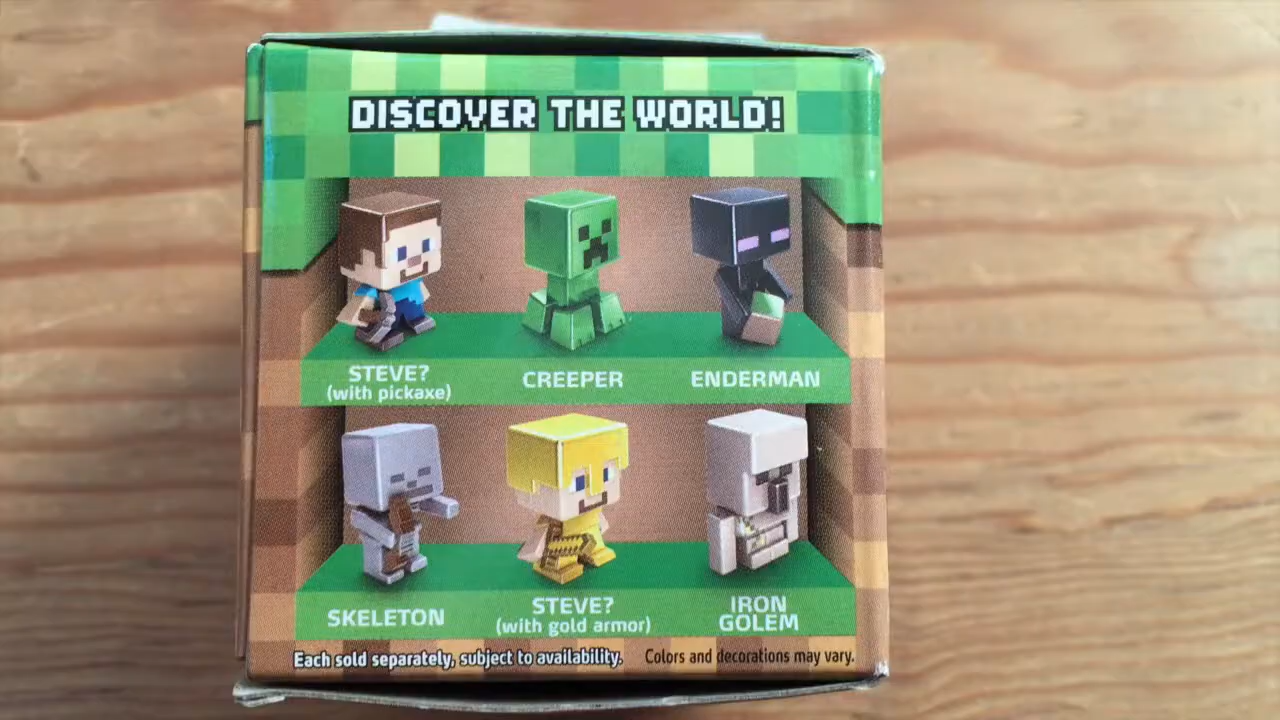 DISCOVER THE WORLD!
STEVE?
(with pickaxe)
CREEPER
ENDERMAN
SKELETON
STEVE?
(with gold armor)
IRON
GOLEM
Each sold separately, subject to availability. Colors and decorations may vary.